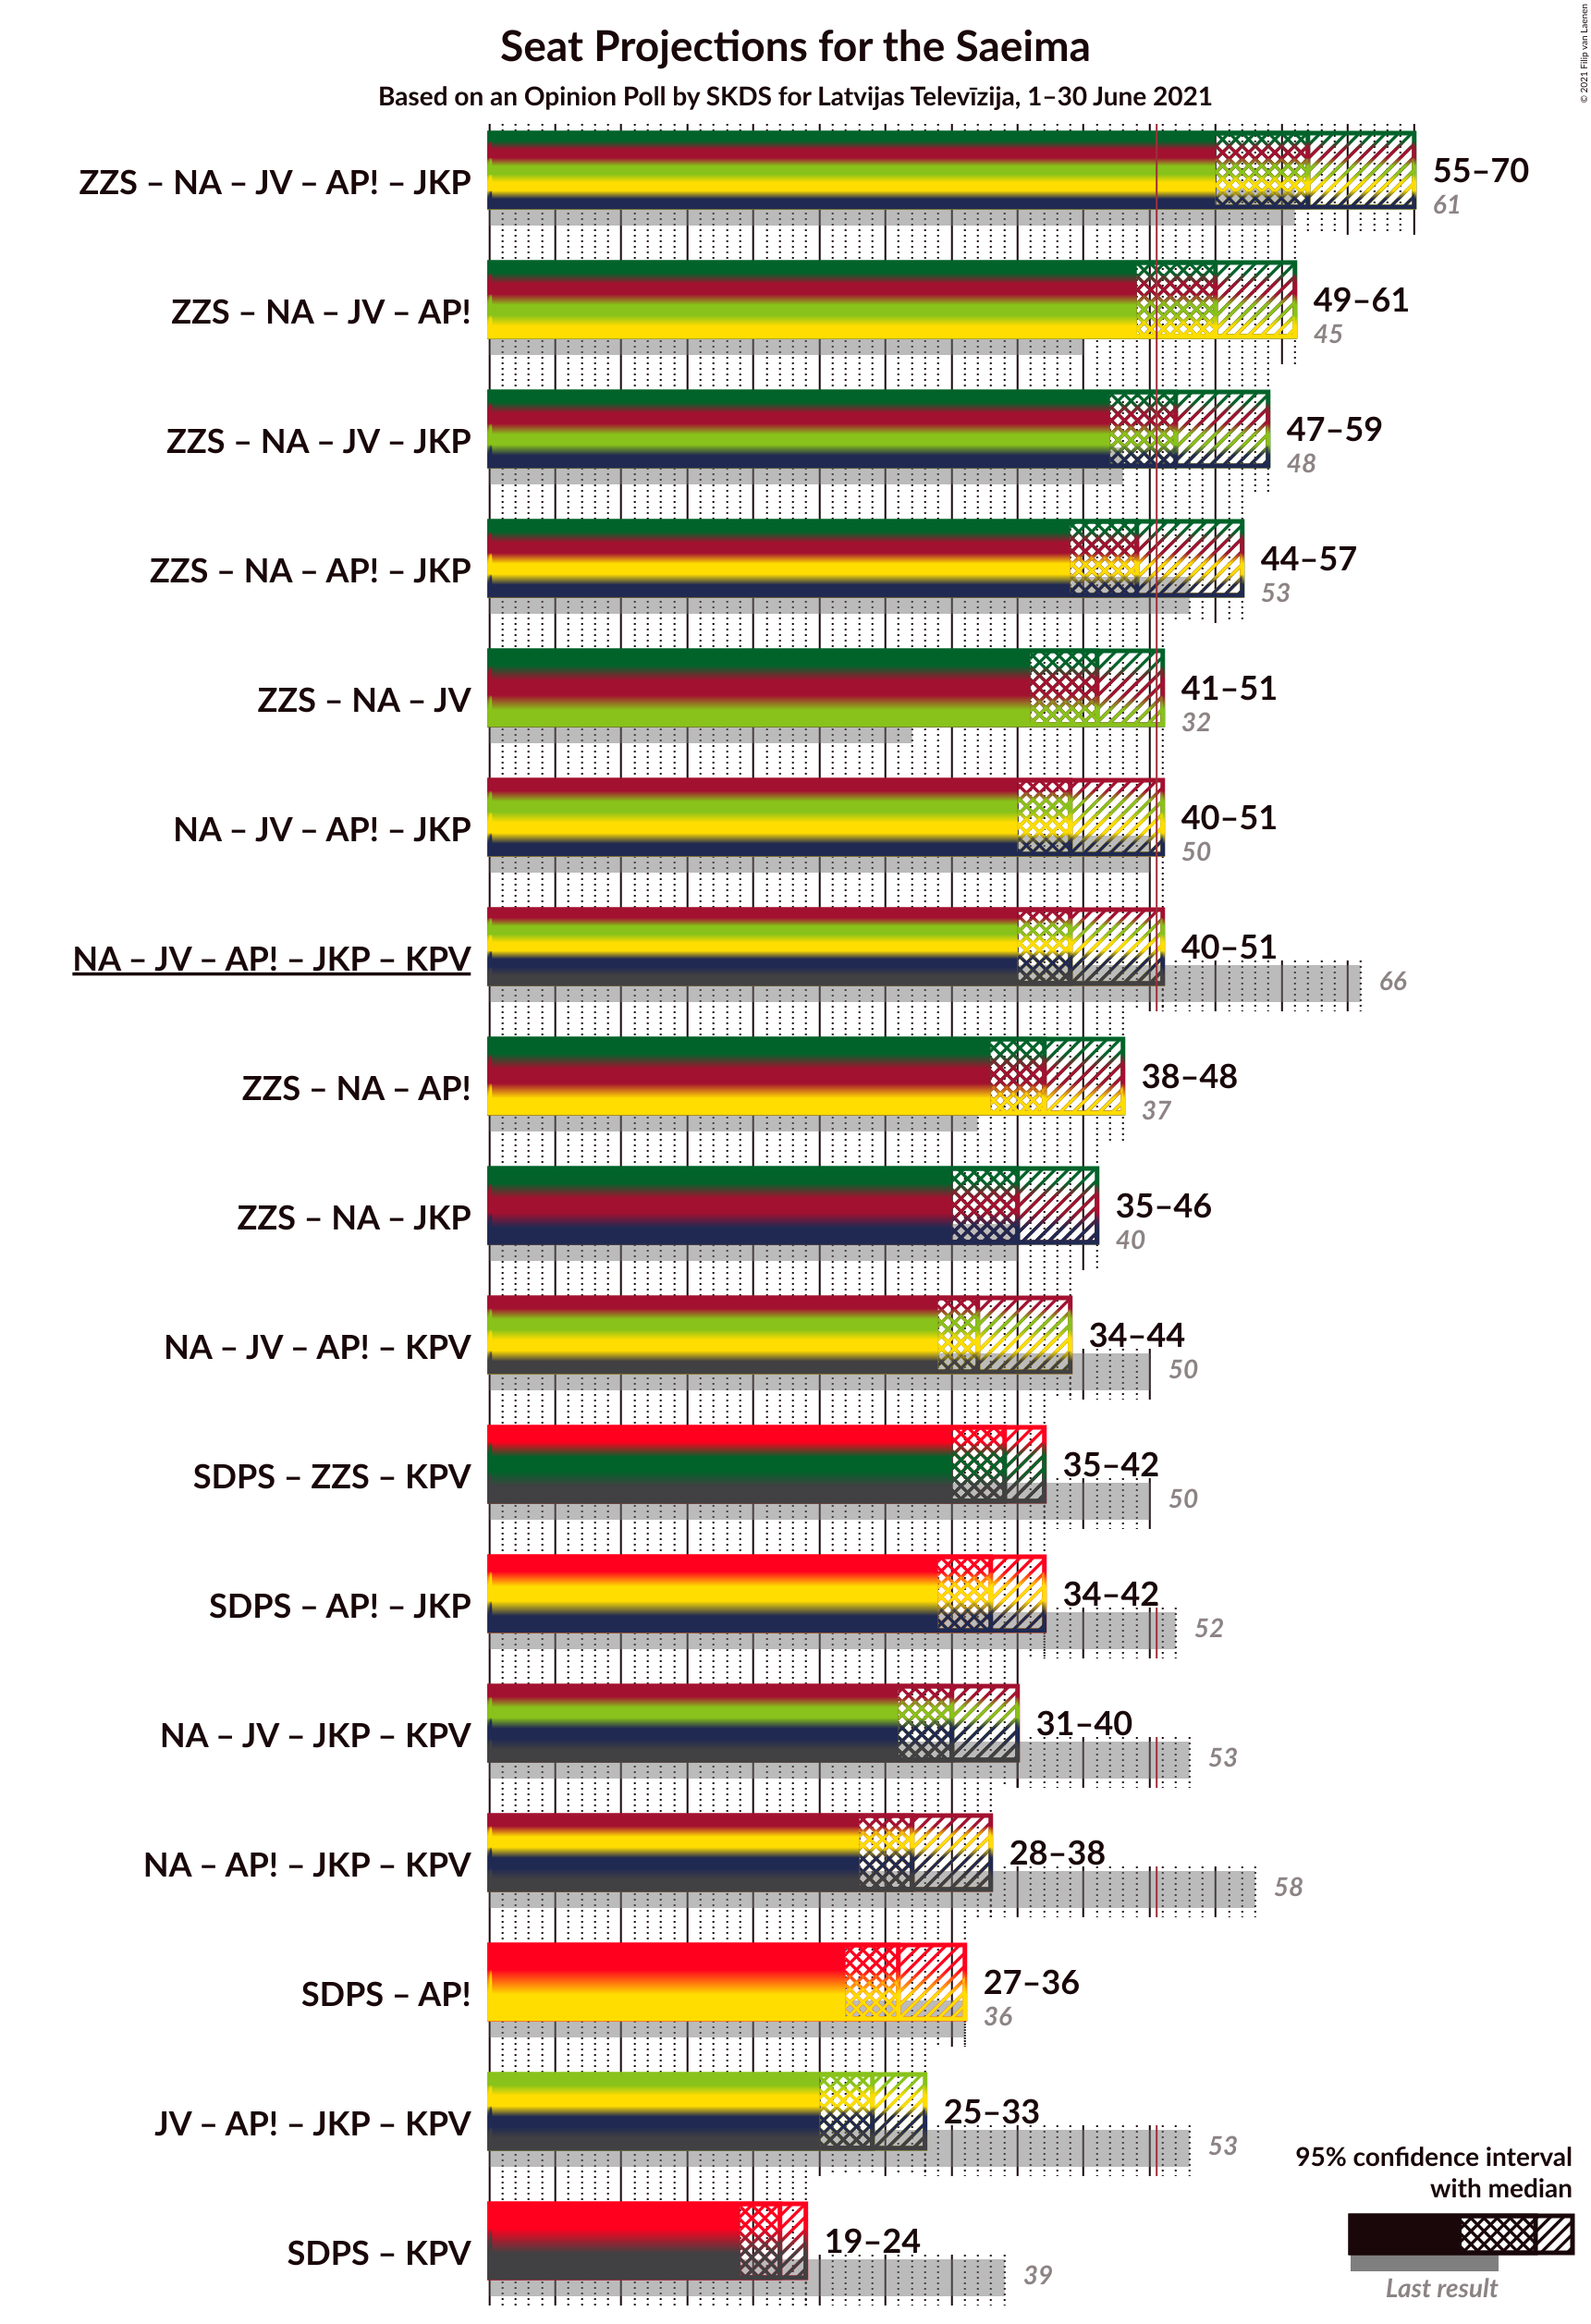 © 2021 Filip van Laenen
Seat Projections for the Saeima
Based on an Opinion Poll by SKDS for Latvijas Televīzija, 1–30 June 2021
ZZS – NA – JV – AP! – JKP
55–70
61
ZZS – NA – JV – AP!
49–61
45
ZZS – NA – JV – JKP
47–59
48
ZZS – NA – AP! – JKP
44–57
53
ZZS – NA – JV
41–51
32
NA – JV – AP! – JKP
40–51
50
NA – JV – AP! – JKP – KPV
40–51
66
ZZS – NA – AP!
38–48
37
ZZS – NA – JKP
35–46
40
NA – JV – AP! – KPV
34–44
50
SDPS – ZZS – KPV
35–42
50
SDPS – AP! – JKP
34–42
52
NA – JV – JKP – KPV
31–40
53
NA – AP! – JKP – KPV
28–38
58
SDPS – AP!
27–36
36
JV – AP! – JKP – KPV
25–33
53
SDPS – KPV
19–24
39
95% confidence interval
with median
Last result